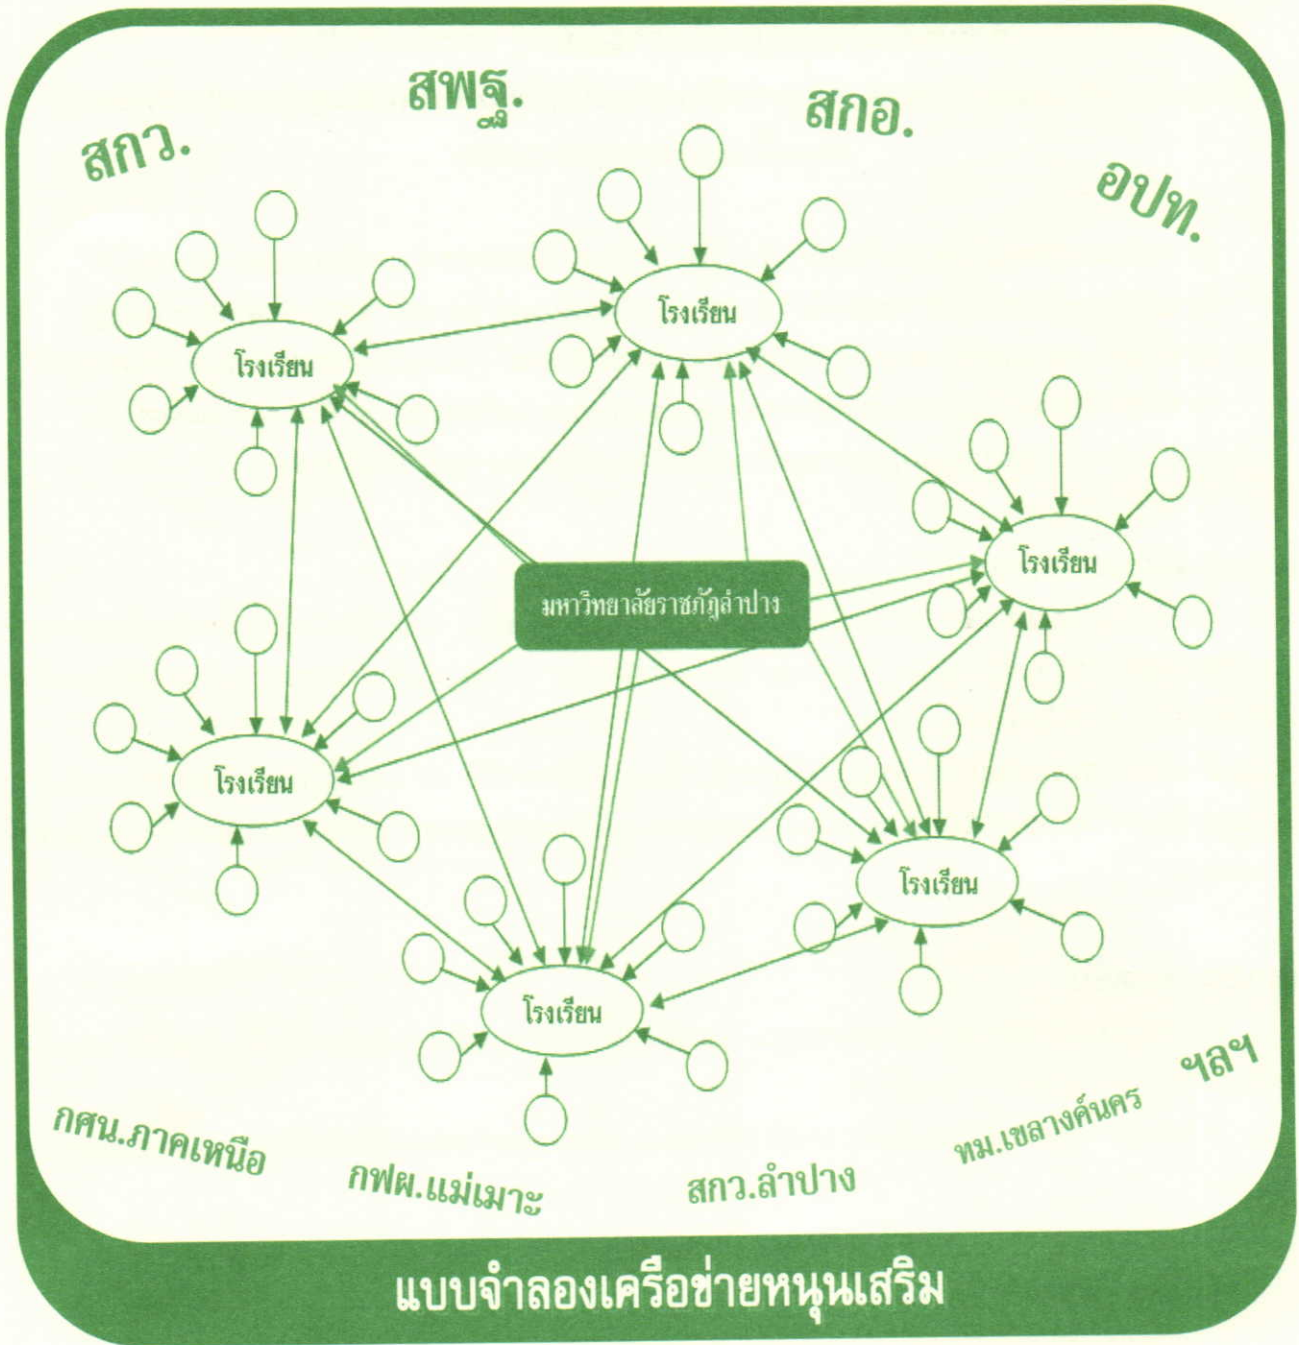 สพฐ.
สกอ.
สกว.
อปท.
โรงเรียน
โรงเรียน
โรงเรียน
มหาวิทยาลัยราชภัฏลำปาง
โรงเรียน
โรงเรียน
โรงเรียน
ฯลฯ
กศน.ภาคเหนือ
ทม.เขลางค์นคร
กฟผ.แม่เมาะ
สกว.ลำปาง
แบบจำลองเครือข่ายหนุนเสริม